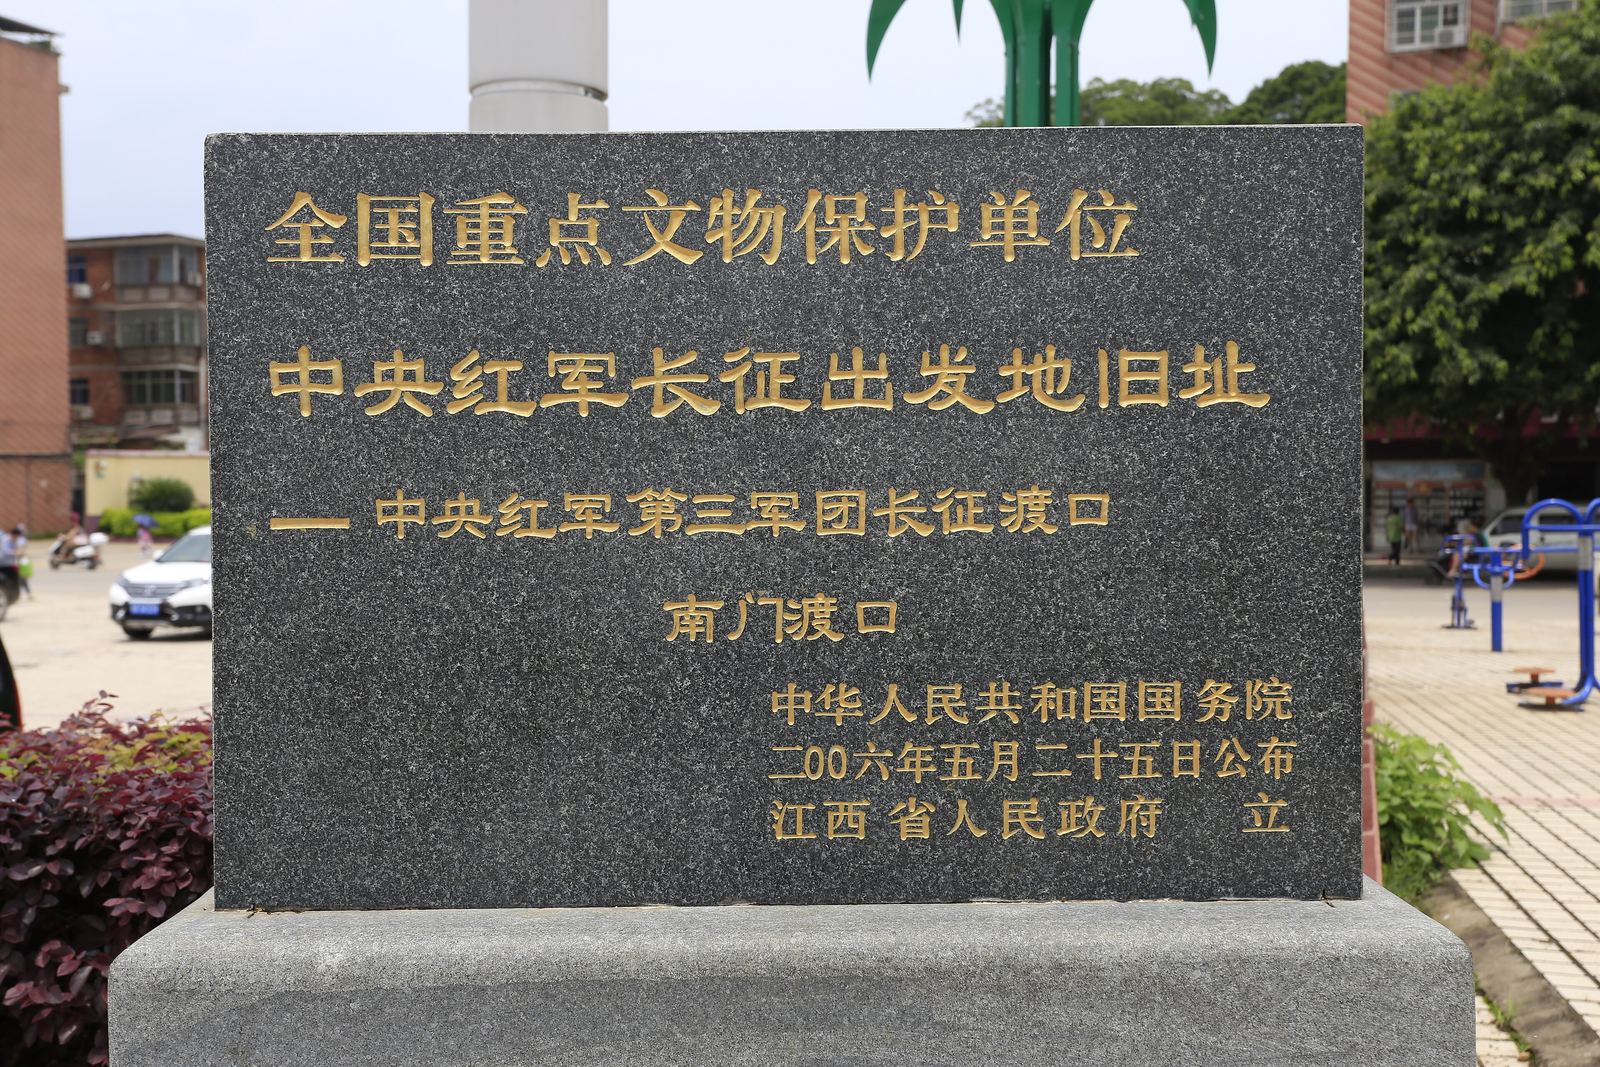 全国重点文物保护单位
中央红军长征出发地旧址
—中央红军第三军团长征渡口
南门渡口
中华人民共和国国务院
二00六年五月二十五日公布
江西省人民政府 立